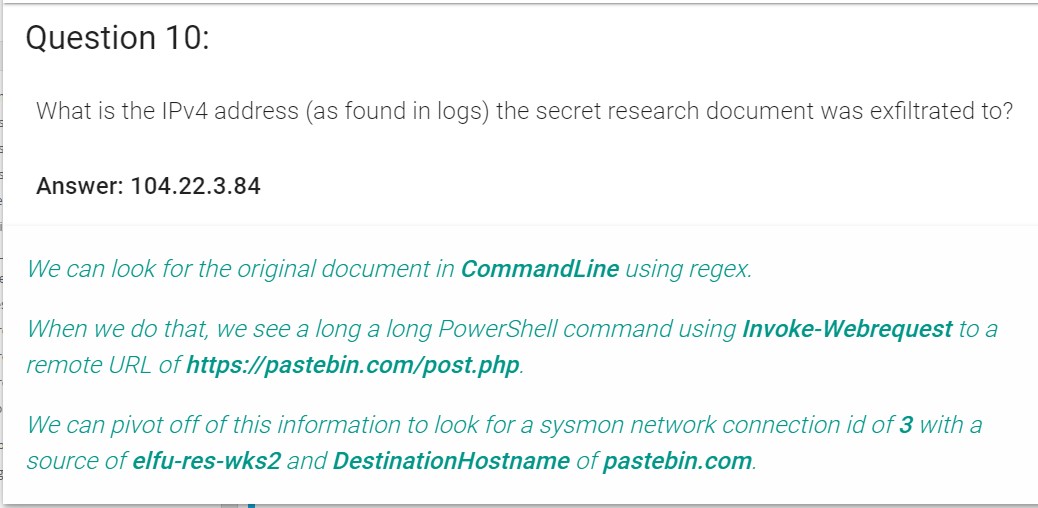 Question 10:
What is the IPv4 address (as found in logs) the secret research document was exfiltrated to?
Answer: 104.22.3.84
We can look for the original document in CommandLine using regex.
When we do that, we see a long a long PowerShell command using Invoke-Webrequest to a
remote URL of https://pastebin.com/post.php.
We can pivot off of this information to look for a sysmon network connection id of 3 with a
source of elfu-res-wks2 and DestinationHostname of pastebin.com.